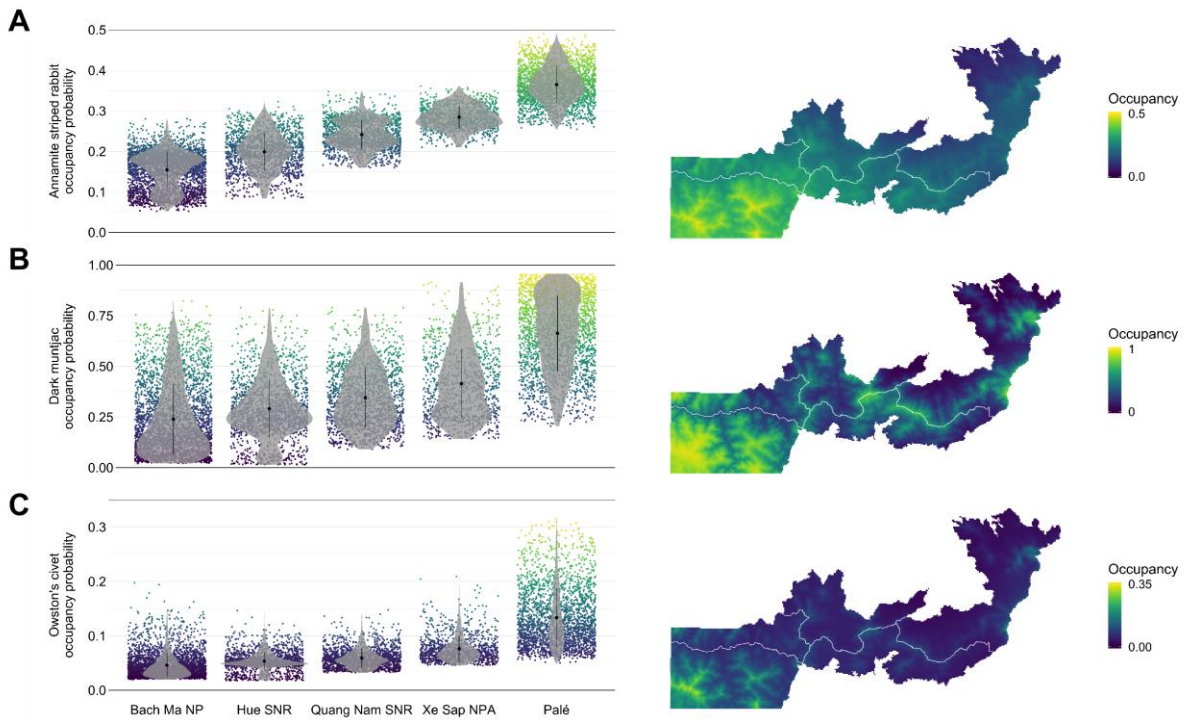 A
Annamite striped rabbit
occupancy probability
0.5
0.4
0.3
0.2
0.1
0.0
Occupancy
0.5
0.0
B
Dark muntjac
occupancy probability
1.00
0.75
0.50
0.25
0.00
Occupancy
1
0
C
Owston's civet
occupancy probability
0.3
0.2
0.1
0.0
Occupancy
0.35
0.00
Bach Ma NP Hue SNR Quang Nam SNR Xe Sap NPA Palé